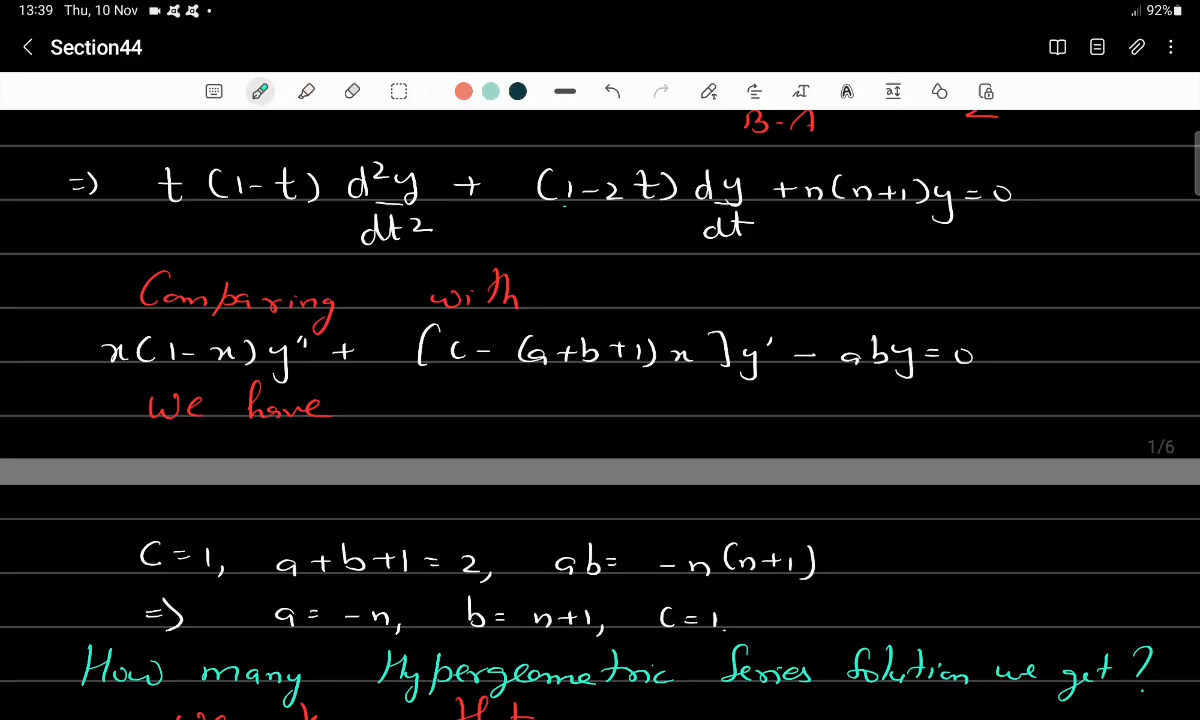 13:39 Thu, 10 Nov 92%
Section44
B-A
=) t(1-t) d²y/dt² + (1-2t) dy/dt + n(n+1)y=0
Comparing with
x(1-x)y" + [c-(a+b+1)x]y' - aby=0
We have
1/6
C=1, a+b+1=2, ab= -n(n+1)
=> a=-n, b=n+1, c=1.
How many Hypergeometric Series Solution we get?